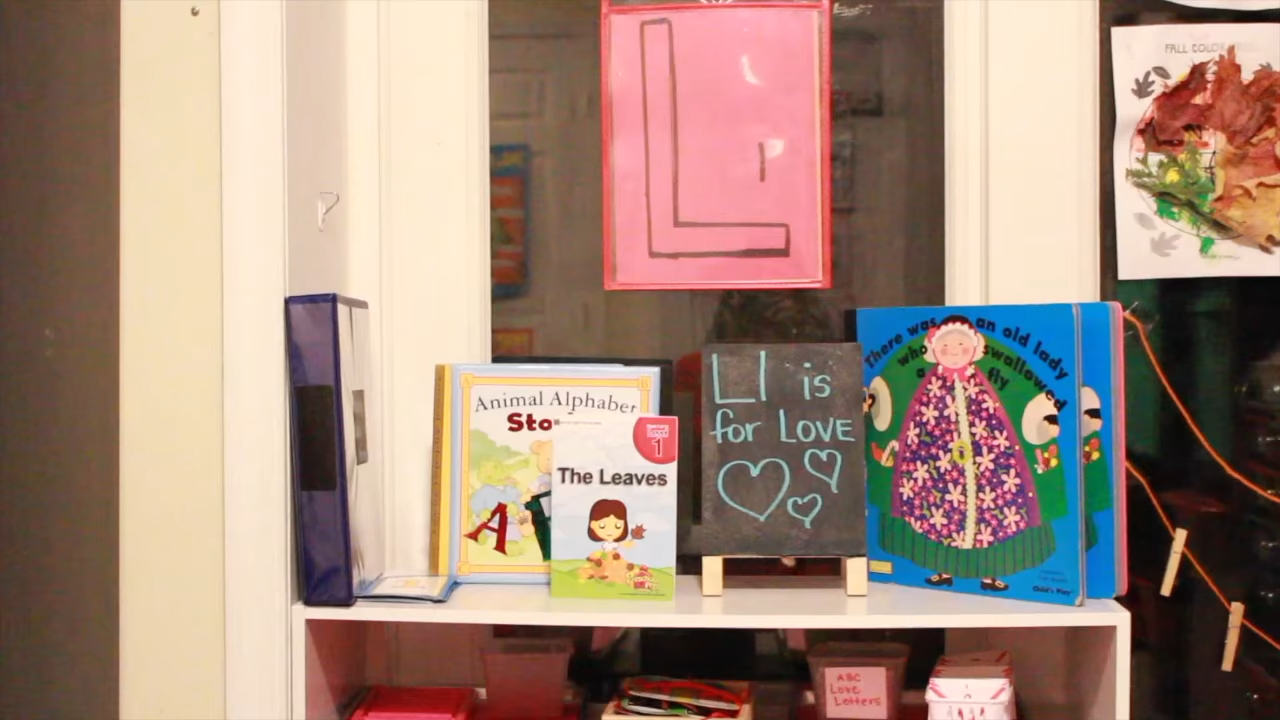 L l
FALL COLOR
Animal Alphabet
Sto
A
1
The Leaves
Ll is
for LOVE
There was an old lady
who swallowed
a fly
Child's Play
ABC
Love
Letters